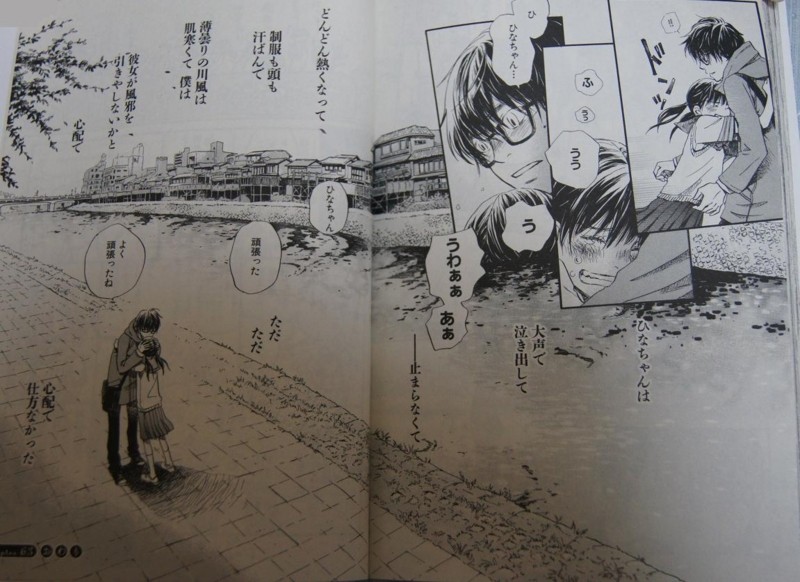 !!
ドンッ
ひ
ひなちゃん…
ふ
うっ
うう
う
うわぁぁ
あぁ
ひなちゃんは
大声で
泣き出して
――止まらなくて、
どんどん熱くなって、
制服も頭も
汗ばんで
薄曇りの川風は
肌寒くて 僕は
彼女が風邪を
引きやしないかと
心配で
ひなちゃん
頑張った
よく
頑張ったね
ただ
ただ
心配で
仕方なかった
65
おわり